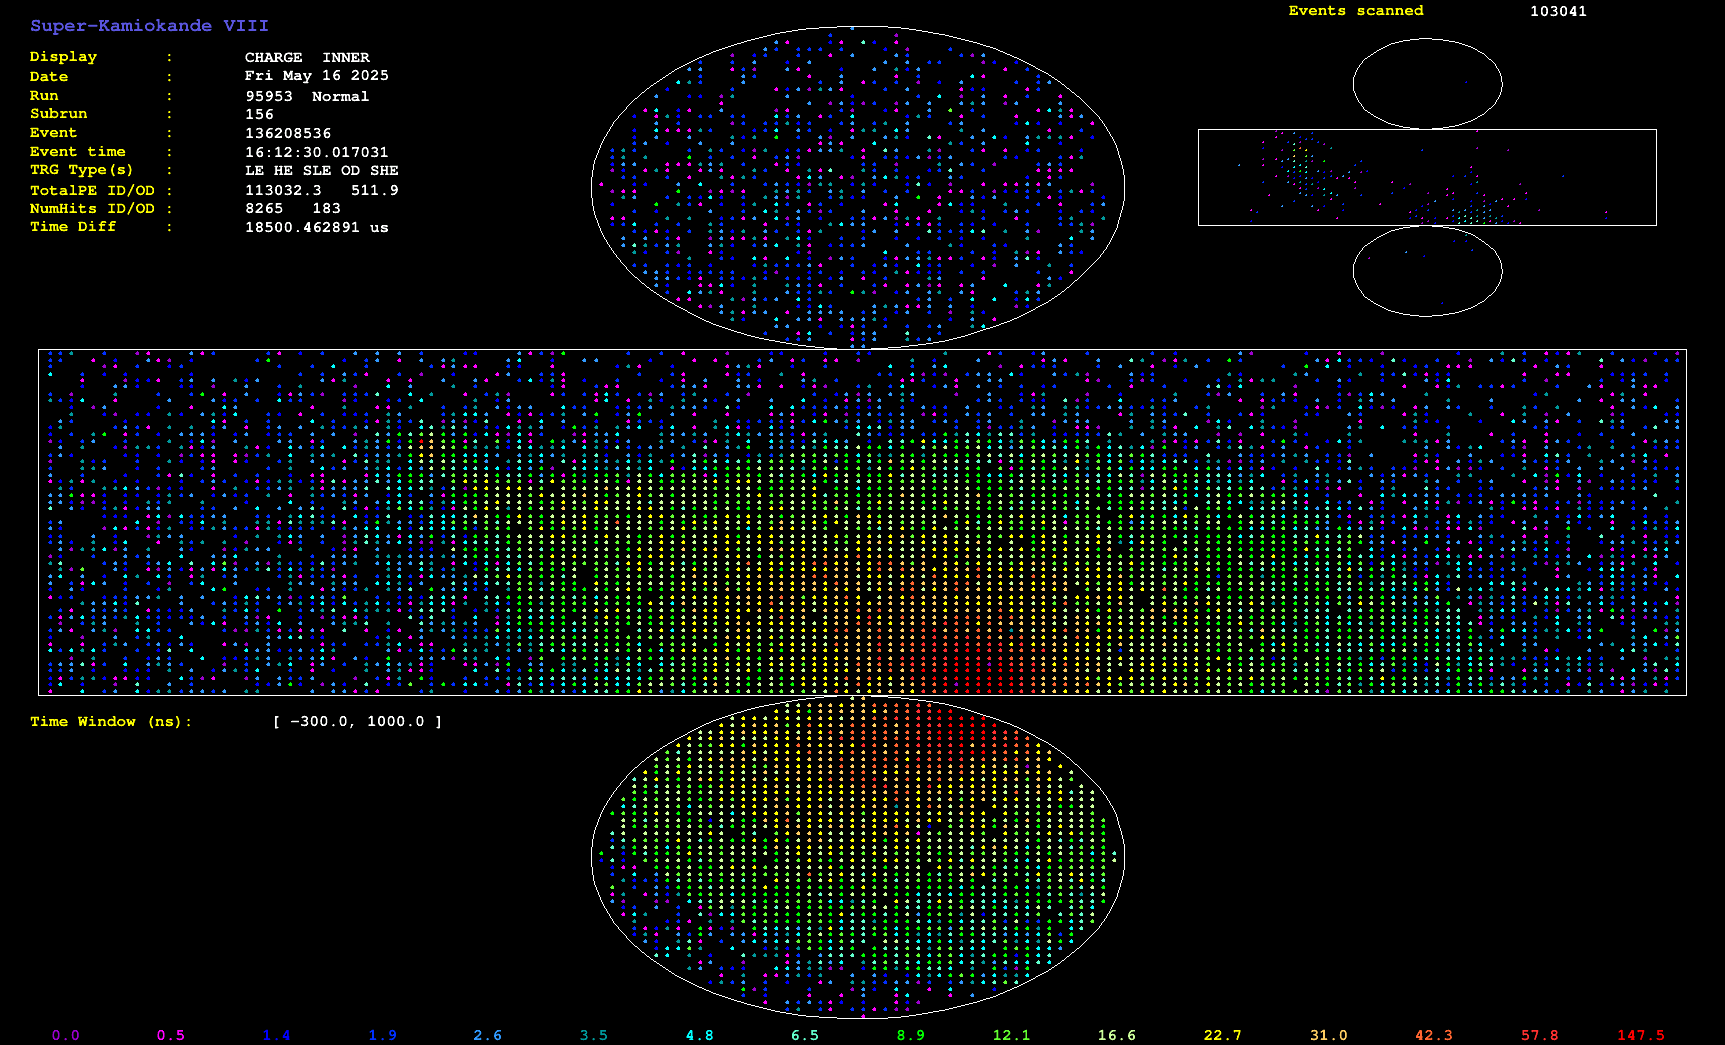 Super-Kamiokande VIII
Events scanned 103041
Display : CHARGE INNER
Date : Fri May 16 2025
Run : 95953 Normal
Subrun : 156
Event : 136208536
Event time : 16:12:30.017031
TRG Type(s) : LE HE SLE OD SHE
TotalPE ID/OD : 113032.3 511.9
NumHits ID/OD : 8265 183
Time Diff : 18500.462891 us
Time Window (ns): [ -300.0, 1000.0 ]
0.0 0.5 1.4 1.9 2.6 3.5 4.8 6.5 8.9 12.1 16.6 22.7 31.0 42.3 57.8 147.5